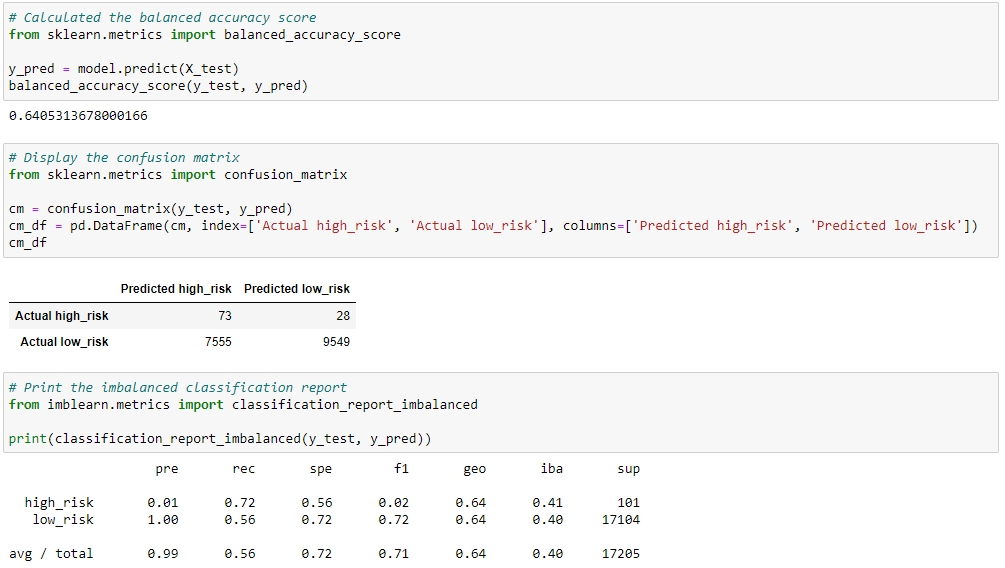 # Calculated the balanced accuracy score
from sklearn.metrics import balanced_accuracy_score
y_pred = model.predict(X_test)
balanced_accuracy_score(y_test, y_pred)
0.6405313678000166
# Display the confusion matrix
from sklearn.metrics import confusion_matrix
cm = confusion_matrix(y_test, y_pred)
cm_df = pd.DataFrame(cm, index=['Actual high_risk', 'Actual low_risk'], columns=['Predicted high_risk', 'Predicted low_risk'])
cm_df
Predicted high_risk Predicted low_risk
Actual high_risk 73 28
Actual low_risk 7555 9549
# Print the imbalanced classification report
from imblearn.metrics import classification_report_imbalanced
print(classification_report_imbalanced(y_test, y_pred))
pre rec spe f1 geo iba sup
high_risk 0.01 0.72 0.56 0.02 0.64 0.41 101
low_risk 1.00 0.56 0.72 0.72 0.64 0.40 17104
avg / total 0.99 0.56 0.72 0.71 0.64 0.40 17205